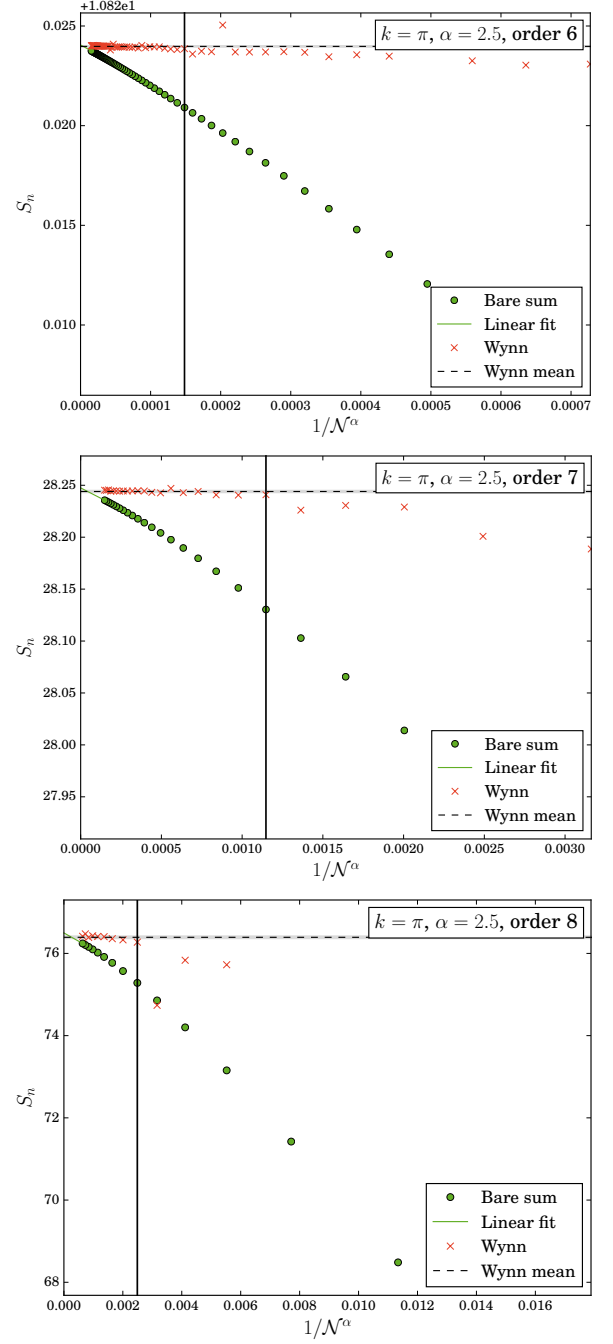 +1.082e1
0.025
0.020
0.015
0.010
S_n
k = π, α = 2.5, order 6
Bare sum
Linear fit
Wynn
Wynn mean
0.0000 0.0001 0.0002 0.0003 0.0004 0.0005 0.0006 0.0007
1/𝒩^α
28.25
28.20
28.15
28.10
28.05
28.00
27.95
S_n
k = π, α = 2.5, order 7
Bare sum
Linear fit
Wynn
Wynn mean
0.0000 0.0005 0.0010 0.0015 0.0020 0.0025 0.0030
1/𝒩^α
76
74
72
70
68
S_n
k = π, α = 2.5, order 8
Bare sum
Linear fit
Wynn
Wynn mean
0.000 0.002 0.004 0.006 0.008 0.010 0.012 0.014 0.016
1/𝒩^α